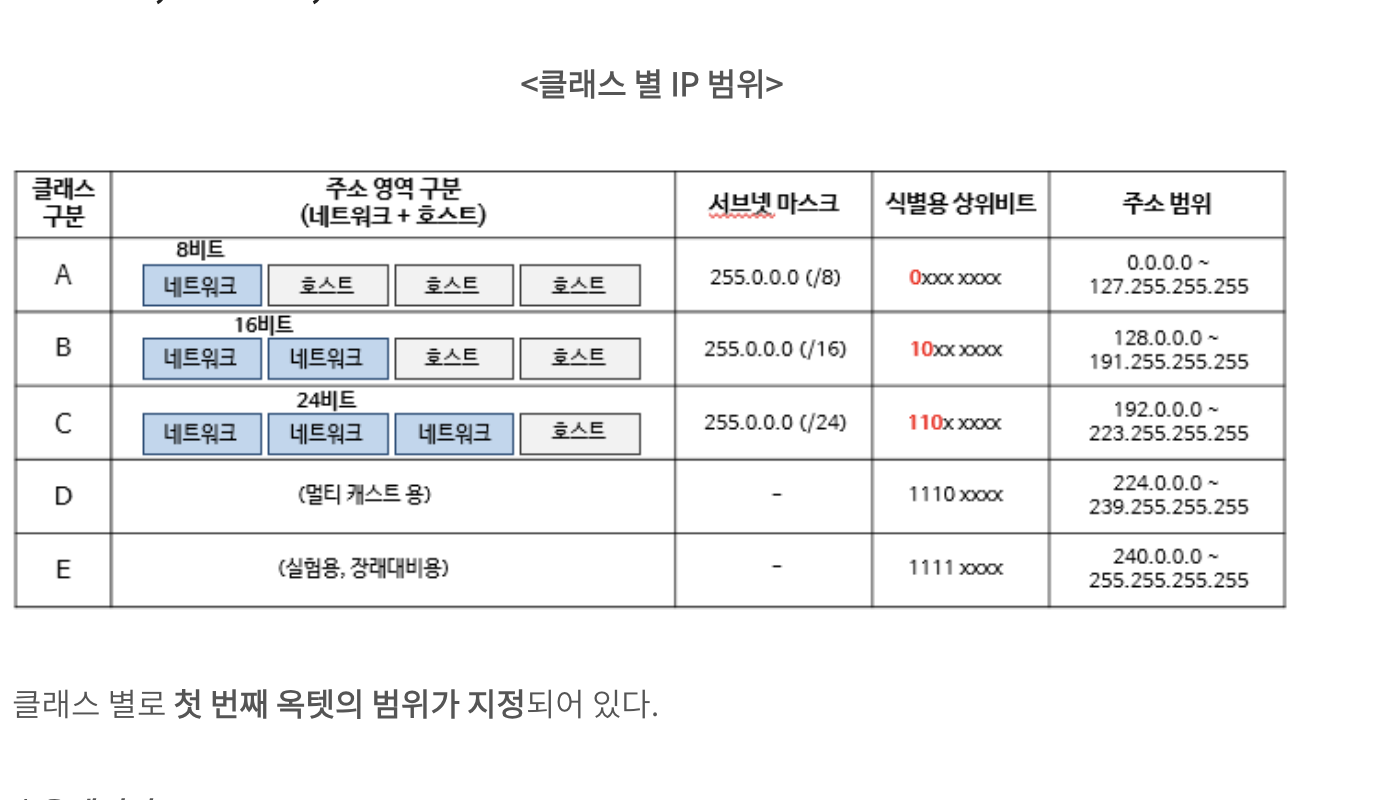 <클래스 별 IP 범위>
클래스 구분
주소 영역 구분
(네트워크 + 호스트)
서브넷 마스크
식별용 상위비트
주소 범위
A
8비트
네트워크 호스트 호스트 호스트
255.0.0.0 (/8)
0xxx xxxx
0.0.0.0 ~
127.255.255.255
B
16비트
네트워크 네트워크 호스트 호스트
255.0.0.0 (/16)
10xx xxxx
128.0.0.0 ~
191.255.255.255
C
24비트
네트워크 네트워크 네트워크 호스트
255.0.0.0 (/24)
110x xxxx
192.0.0.0 ~
223.255.255.255
D
(멀티 캐스트 용)
-
1110 xxxx
224.0.0.0 ~
239.255.255.255
E
(실험용, 장래대비용)
-
1111 xxxx
240.0.0.0 ~
255.255.255.255
클래스 별로 첫 번째 옥텟의 범위가 지정되어 있다.